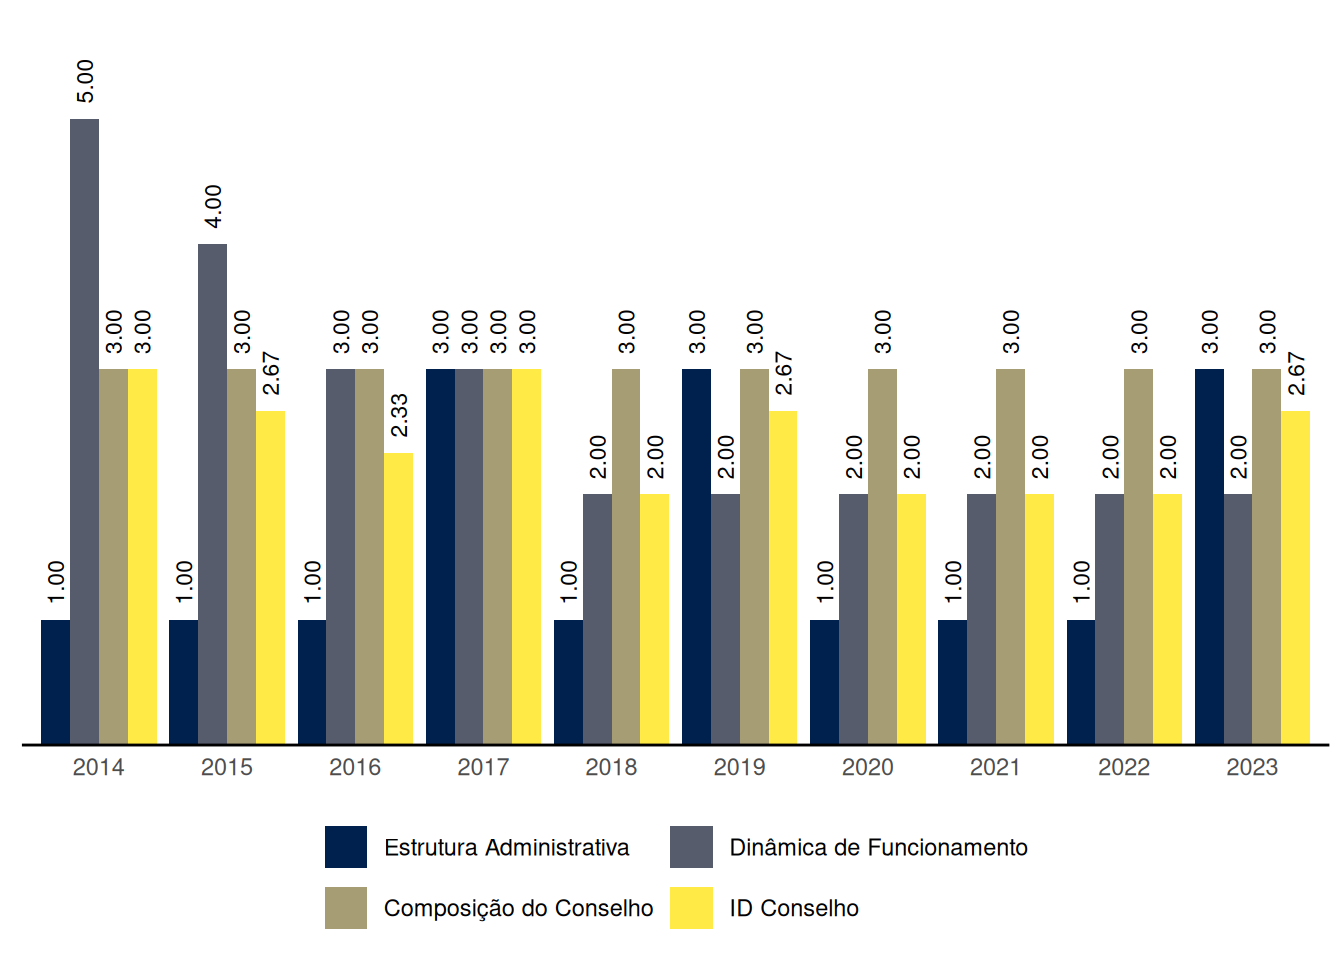 5.00
4.00
3.00 3.00 3.00 3.00 3.00 3.00 3.00 3.00 3.00 3.00 3.00 3.00 3.00 3.00 3.00 3.00 3.00
2.67 2.67 2.67
2.33
2.00 2.00 2.00 2.00 2.00 2.00 2.00 2.00 2.00 2.00
1.00 1.00 1.00 1.00 1.00 1.00 1.00
2014 2015 2016 2017 2018 2019 2020 2021 2022 2023
Estrutura Administrativa Dinâmica de Funcionamento
Composição do Conselho ID Conselho